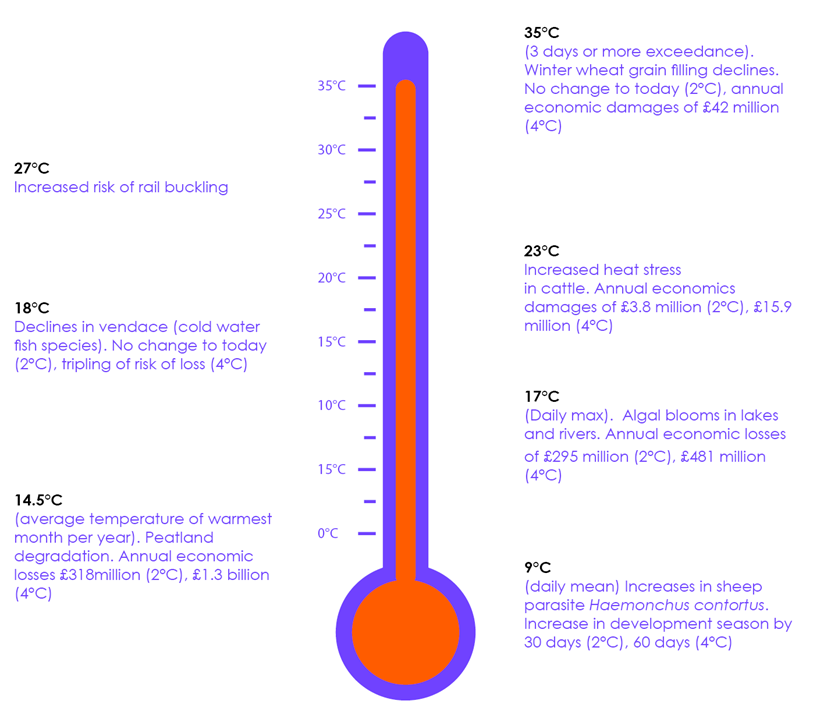 27°C
Increased risk of rail buckling
18°C
Declines in vendace (cold water
fish species). No change to today
(2°C), tripling of risk of loss (4°C)
14.5°C
(average temperature of warmest
month per year). Peatland
degradation. Annual economic
losses £318million (2°C), £1.3 billion
(4°C)
35°C
30°C
25°C
20°C
15°C
10°C
15°C
0°C
35°C
(3 days or more exceedance).
Winter wheat grain filling declines.
No change to today (2°C), annual
economic damages of £42 million
(4°C)
23°C
Increased heat stress
in cattle. Annual economics
damages of £3.8 million (2°C), £15.9
million (4°C)
17°C
(Daily max).  Algal blooms in lakes
and rivers. Annual economic losses
of £295 million (2°C), £481 million
(4°C)
9°C
(daily mean) Increases in sheep
parasite Haemonchus contortus.
Increase in development season by
30 days (2°C), 60 days (4°C)